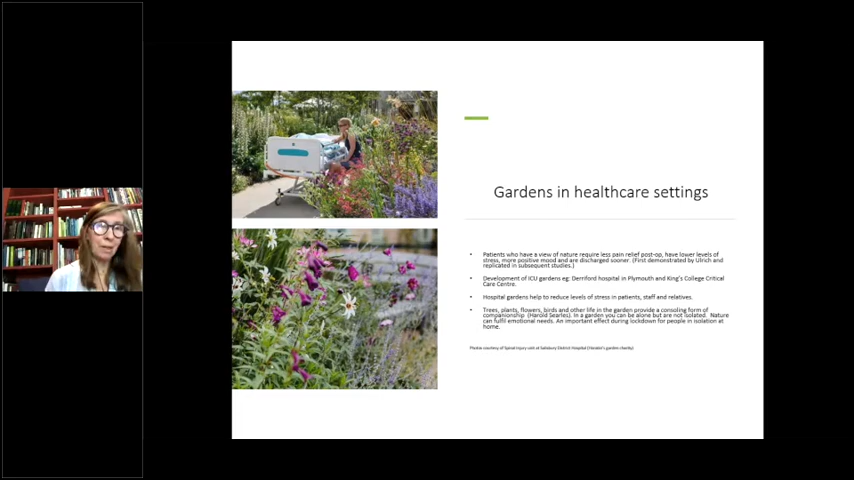 Gardens in healthcare settings
• Patients who have a view of nature require less pain relief post-op, have lower levels of
stress, more positive mood and are discharged sooner. (First demonstrated by Ulrich and
replicated in subsequent studies.)
• Development of ICU gardens eg: Derriford hospital in Plymouth and King's College Critical
Care Centre.
• Hospital gardens help to reduce levels of stress in patients, staff and relatives.
• Trees, plants, flowers, birds and other life in the garden provide a consoling form of
companionship (Harold Searles). In a garden you can be alone but are not isolated. Nature
can fulfil emotional needs. An important effect during lockdown for people in isolation at
home.
Photos courtesy of Spinal Injury unit at Salisbury District Hospital (Horatio's garden charity)